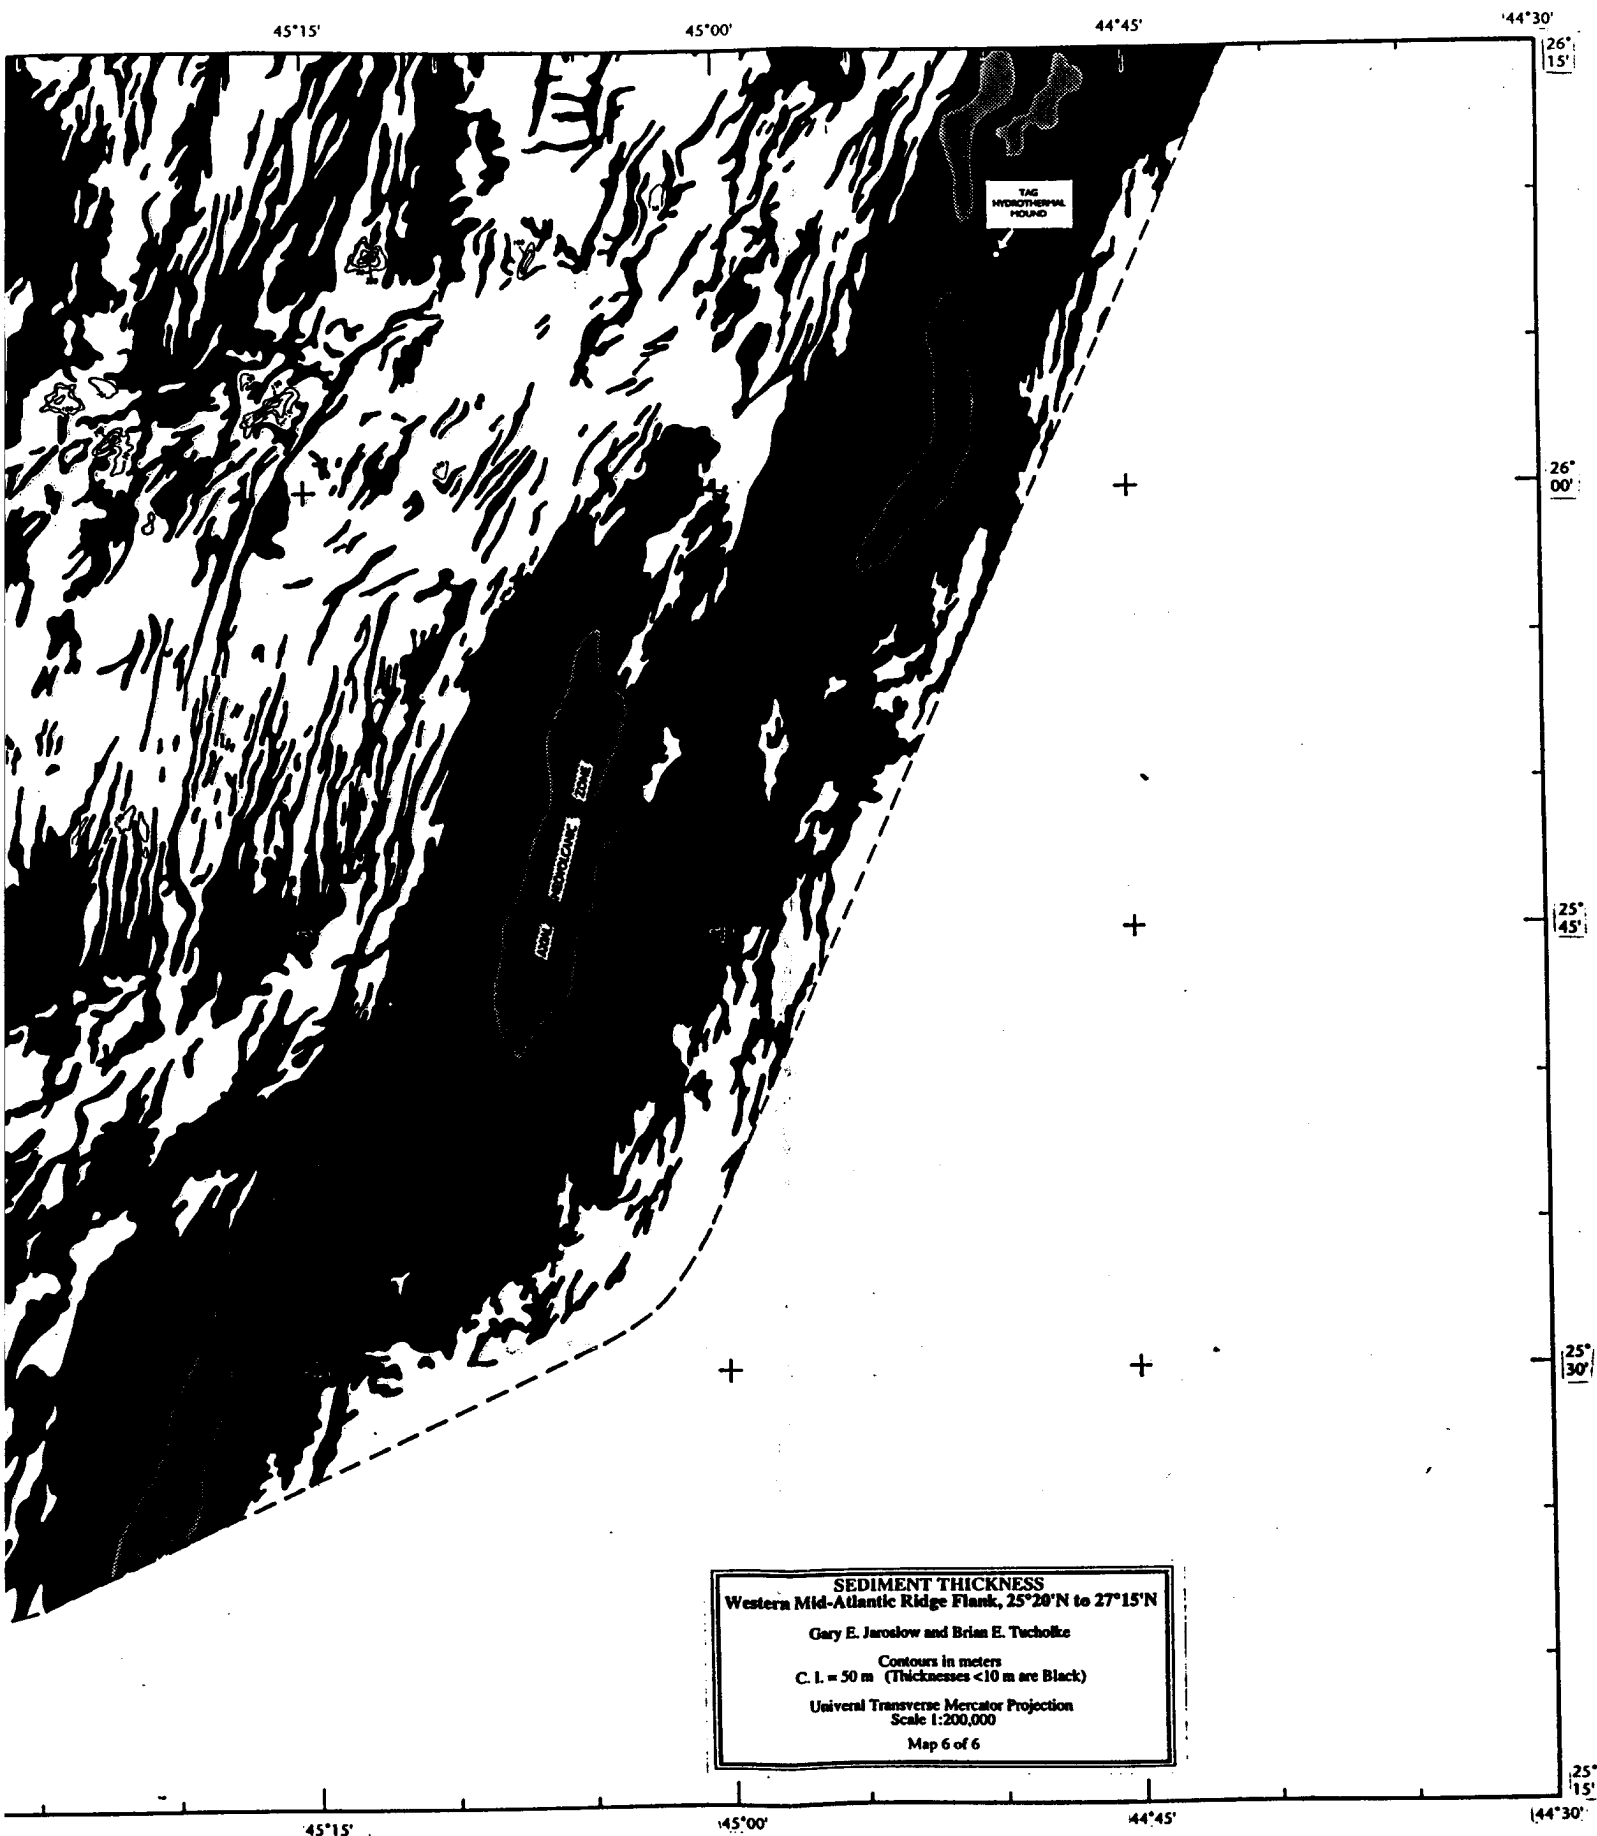 45°15'
45°00'
44°45'
'44°30'
26°
15'
TAG
HYDROTHERMAL
MOUND
26°
00'
ZONE
NEOVOLCANIC
25°
45'
25°
30'
SEDIMENT THICKNESS
Western Mid-Atlantic Ridge Flank, 25°20'N to 27°15'N
Gary E. Jaroslow and Brian E. Tucholke
Contours in meters
C. I. = 50 m (Thicknesses <10 m are Black)
Univeral Transverse Mercator Projection
Scale 1:200,000
Map 6 of 6
25°
15'
45°15'
45°00'
44°45'
44°30'